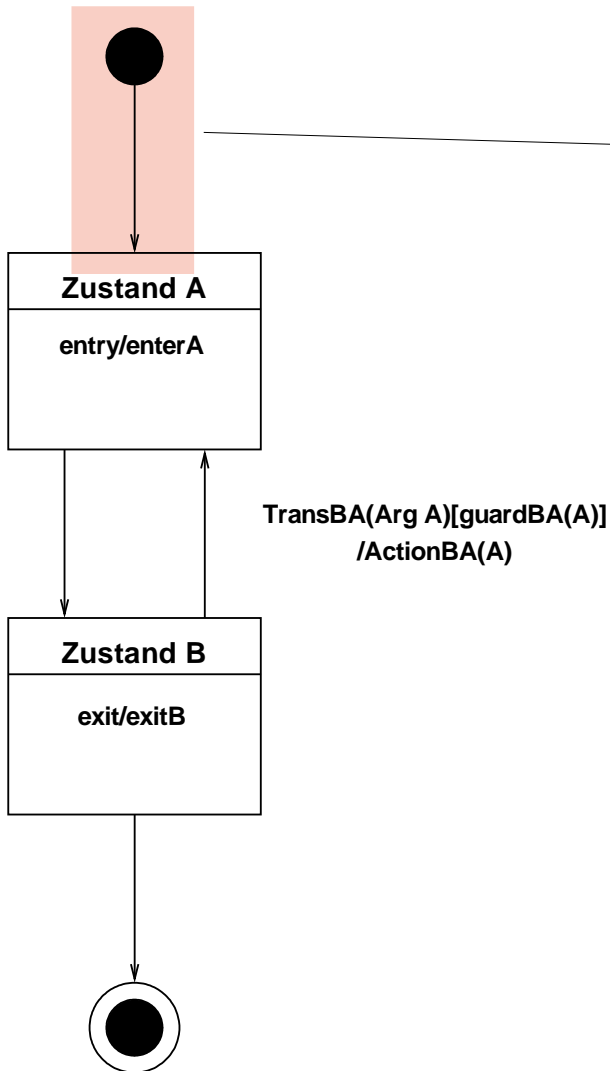 Zustand A
entry/enterA
TransBA(Arg A)[guardBA(A)]
/ActionBA(A)
Zustand B
exit/exitB